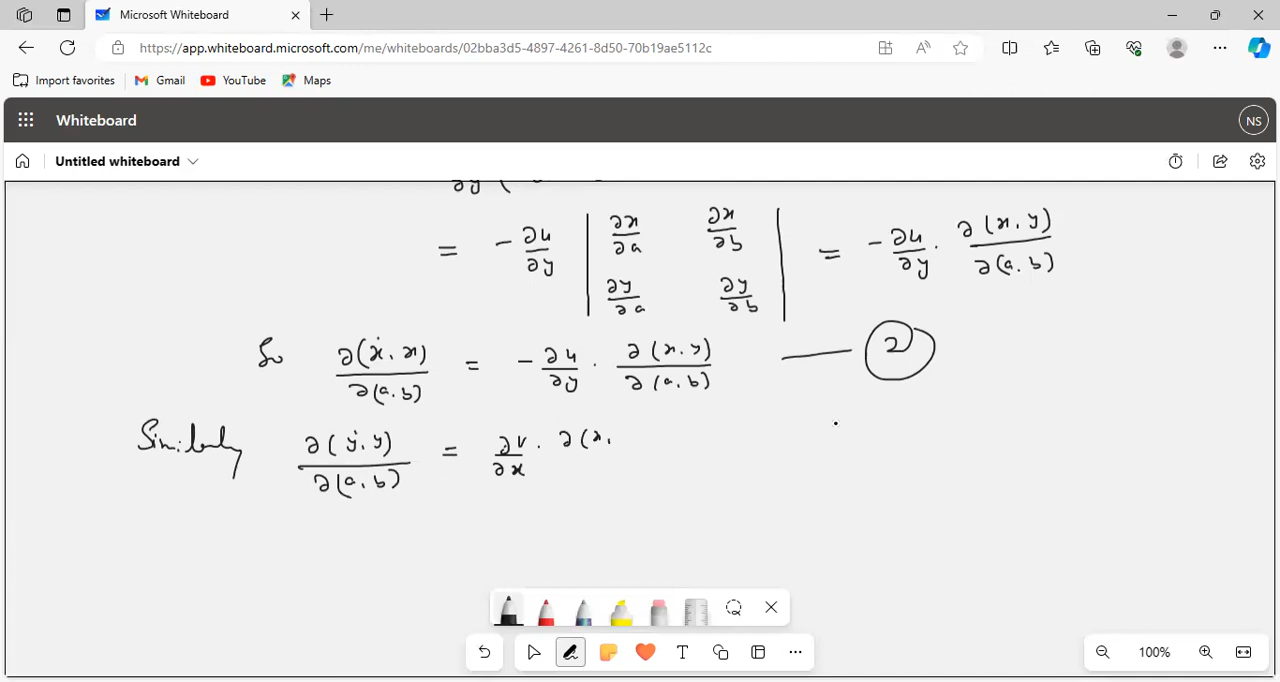 Microsoft Whiteboard
https://app.whiteboard.microsoft.com/me/whiteboards/02bba3d5-4897-4261-8d50-70b19ae5112c
Import favorites Gmail YouTube Maps
Whiteboard NS
Untitled whiteboard
∂y (
= - ∂u/∂y | ∂x/∂a ∂x/∂b | = - ∂u/∂y · ∂(x, y)/∂(a, b)
| ∂y/∂a ∂y/∂b |
So ∂(ẋ, x)/∂(a, b) = - ∂u/∂y · ∂(x, y)/∂(a, b) —— 2
Similarly ∂(ẏ, y)/∂(a, b) = ∂v/∂x · ∂(x,
100%